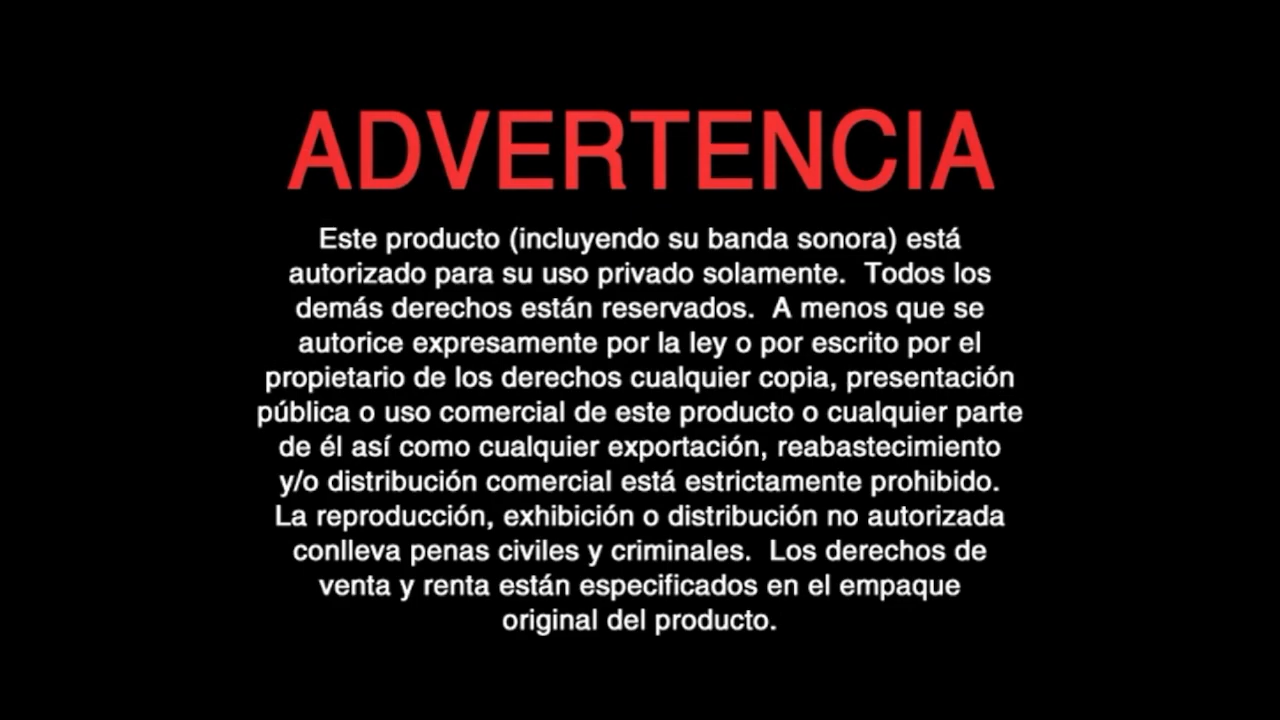 ADVERTENCIA
Este producto (incluyendo su banda sonora) está
autorizado para su uso privado solamente.  Todos los
demás derechos están reservados.  A menos que se
autorice expresamente por la ley o por escrito por el
propietario de los derechos cualquier copia, presentación
pública o uso comercial de este producto o cualquier parte
de él así como cualquier exportación, reabastecimiento
y/o distribución comercial está estrictamente prohibido.
La reproducción, exhibición o distribución no autorizada
conlleva penas civiles y criminales.  Los derechos de
venta y renta están especificados en el empaque
original del producto.